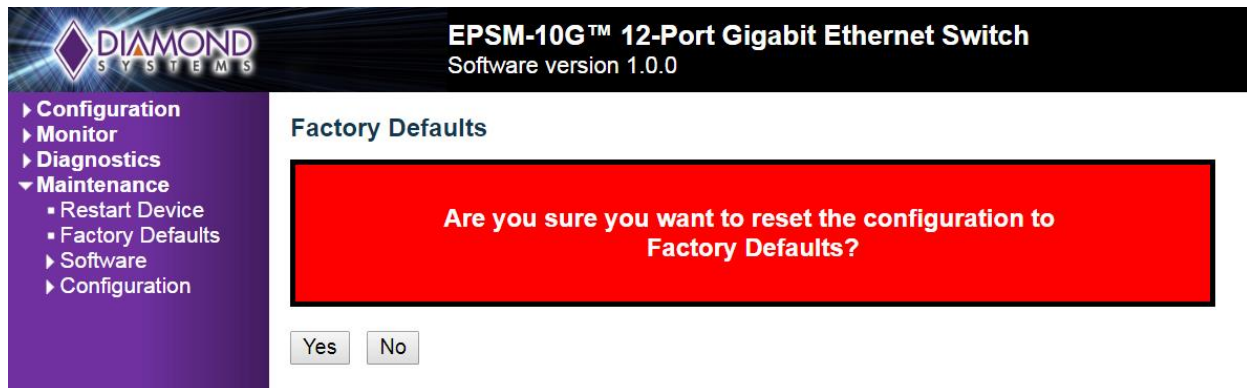 DIAMOND
SYSTEMS
EPSM-10G™ 12-Port Gigabit Ethernet Switch
Software version 1.0.0
Configuration
Monitor
Diagnostics
Maintenance
Restart Device
Factory Defaults
Software
Configuration
Factory Defaults
Are you sure you want to reset the configuration to
Factory Defaults?
Yes No